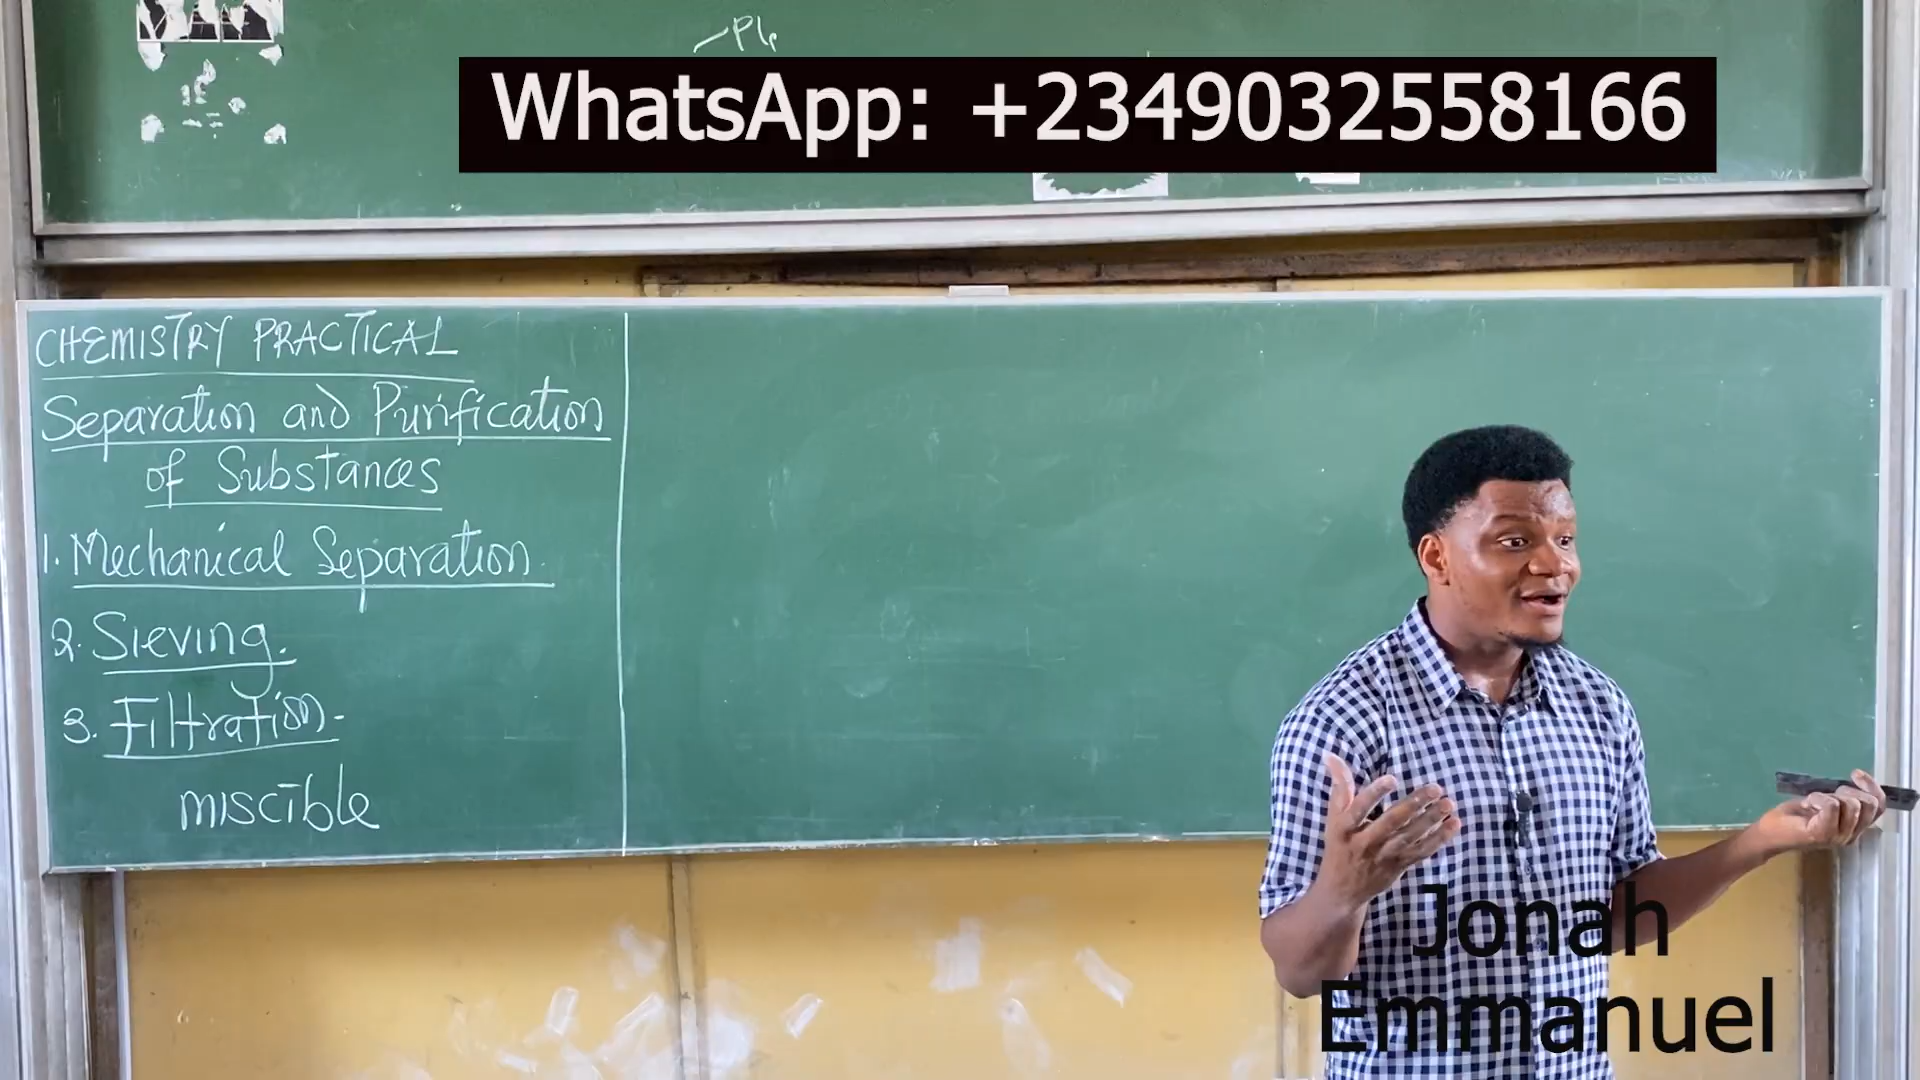 WhatsApp: +2349032558166
CHEMISTRY PRACTICAL
Separation and Purification
of Substances
1. Mechanical Separation.
2. Sieving.
3. Filtration.
miscible
Jonah
Emmanuel